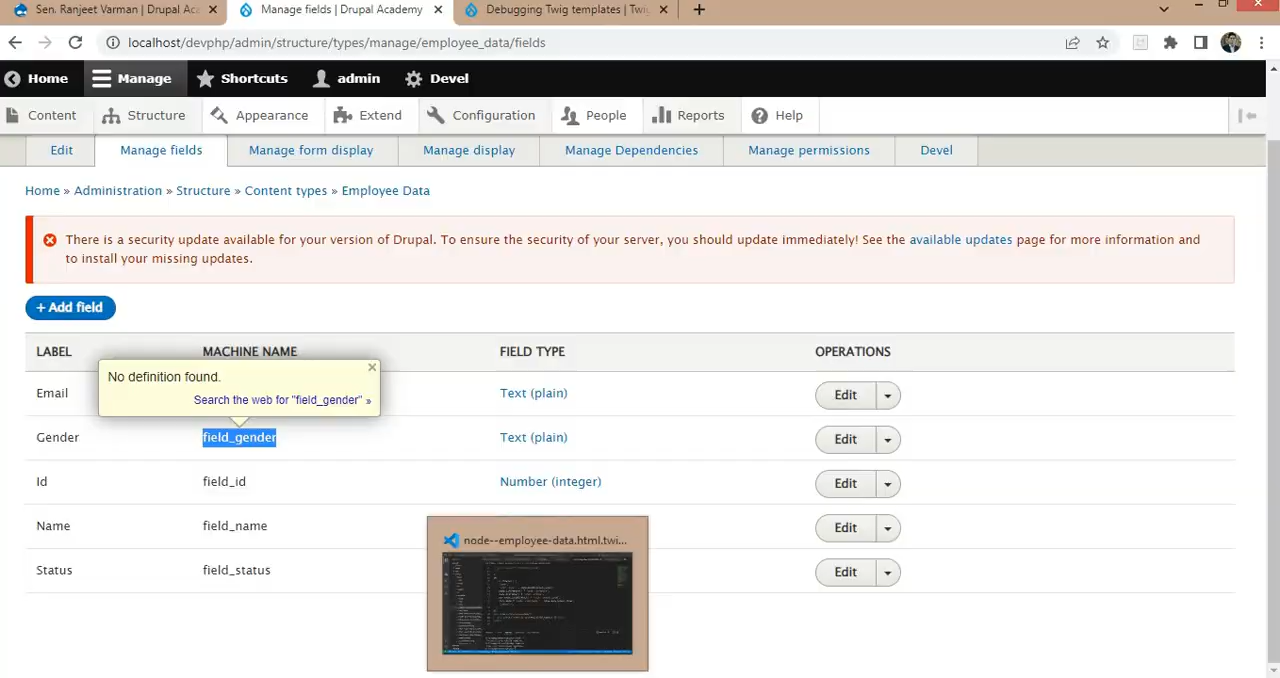 Sen. Ranjeet Varman | Drupal Aca
Manage fields | Drupal Academy
Debugging Twig templates | Twi
localhost/devphp/admin/structure/types/manage/employee_data/fields
Home
Manage
Shortcuts
admin
Devel
Content
Structure
Appearance
Extend
Configuration
People
Reports
Help
Edit
Manage fields
Manage form display
Manage display
Manage Dependencies
Manage permissions
Devel
Home » Administration » Structure » Content types » Employee Data
There is a security update available for your version of Drupal. To ensure the security of your server, you should update immediately! See the available updates page for more information and
to install your missing updates.
+ Add field
LABEL MACHINE NAME FIELD TYPE OPERATIONS
No definition found.
Search the web for "field_gender" »
Email Text (plain) Edit
Gender field_gender Text (plain) Edit
Id field_id Number (integer) Edit
Name field_name Edit
node--employee-data.html.twi...
Status field_status Edit